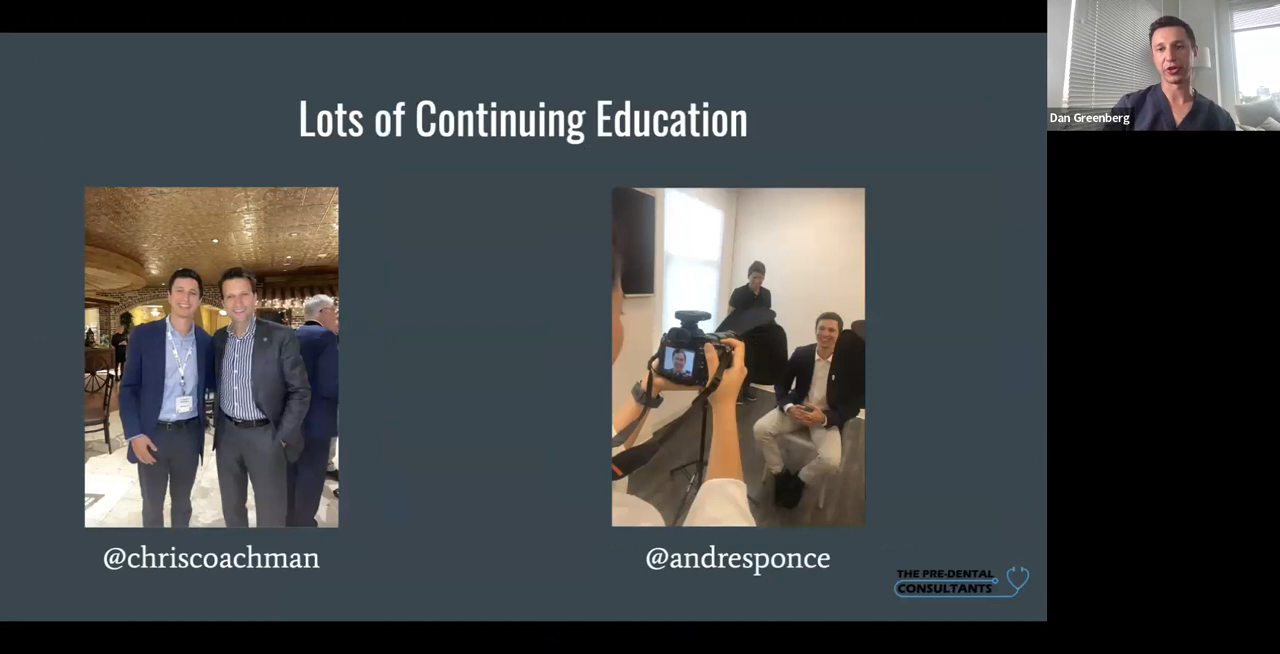 Lots of Continuing Education
Dan Greenberg
@chriscoachman
@andresponce
THE PRE-DENTAL
CONSULTANTS